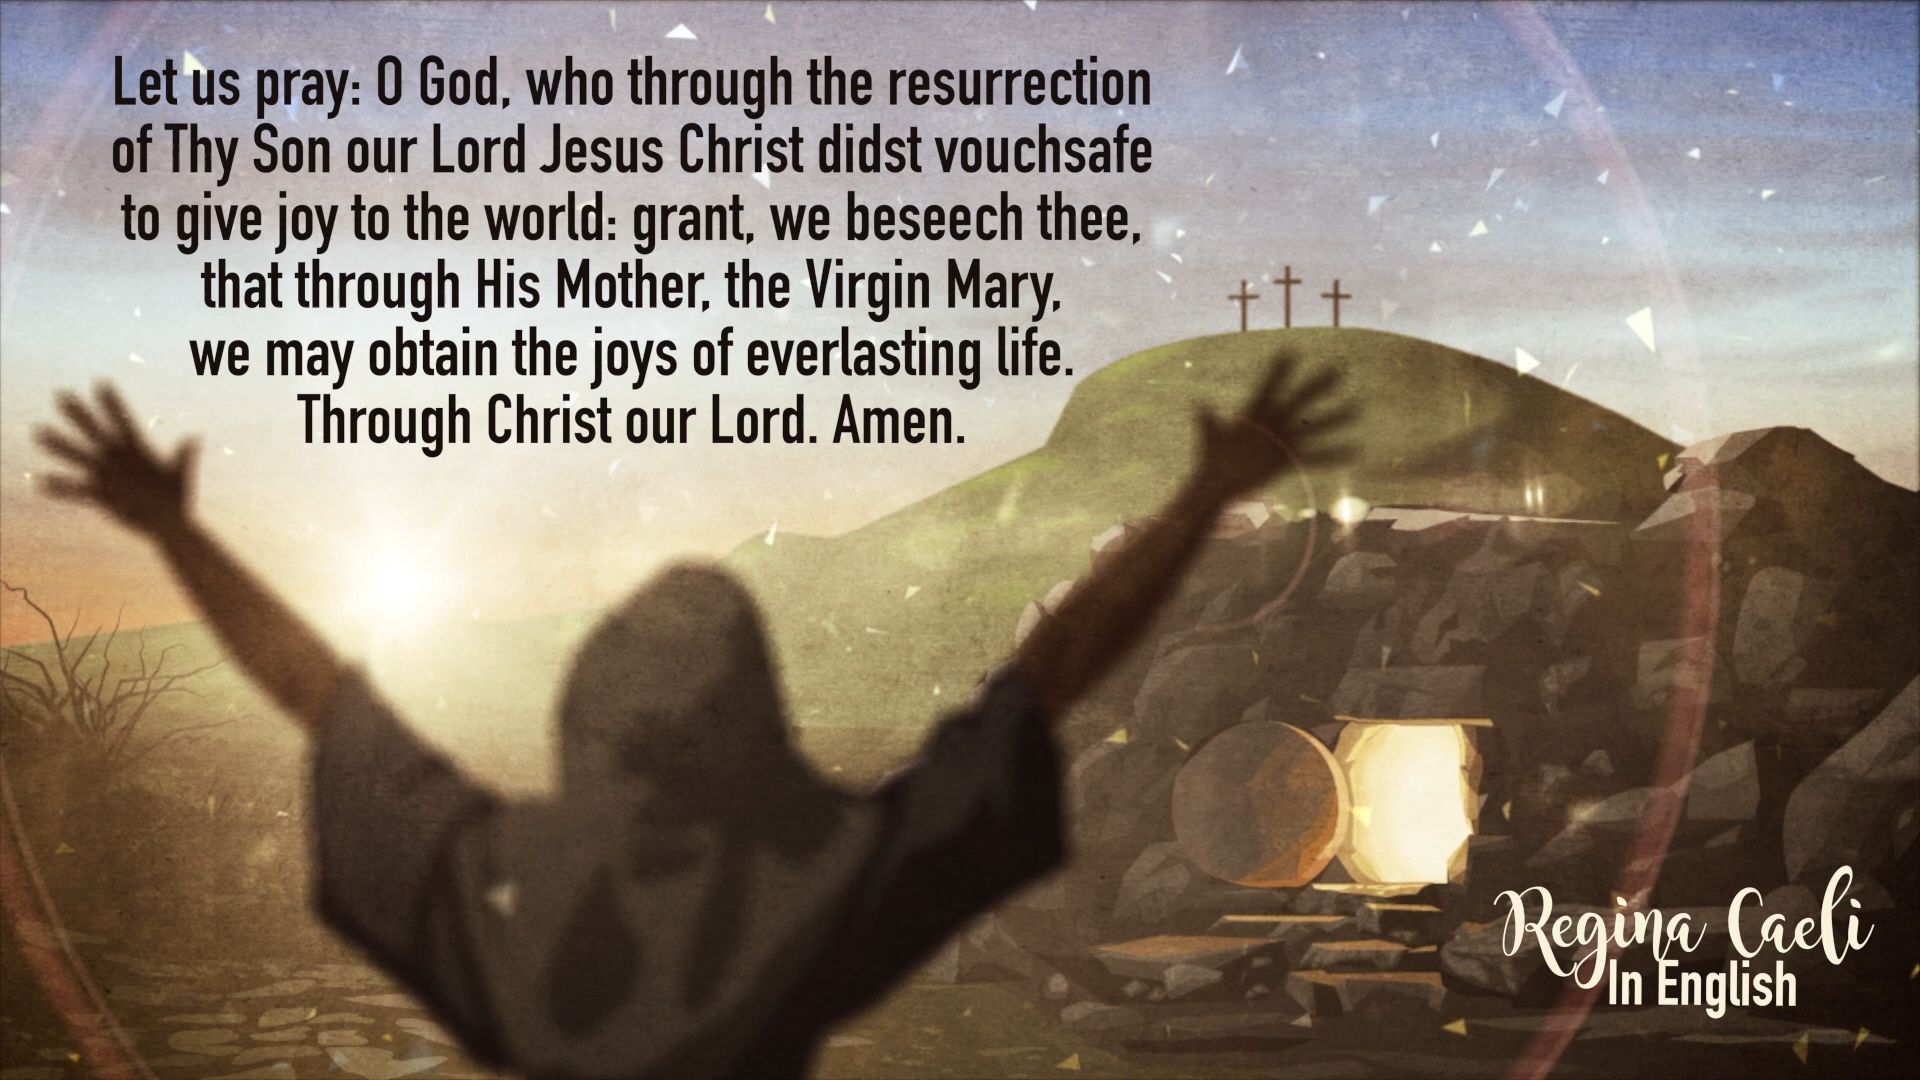 Let us pray: O God, who through the resurrection
of Thy Son our Lord Jesus Christ didst vouchsafe
to give joy to the world: grant, we beseech thee,
that through His Mother, the Virgin Mary,
we may obtain the joys of everlasting life.
Through Christ our Lord. Amen.
Regina Caeli
In English